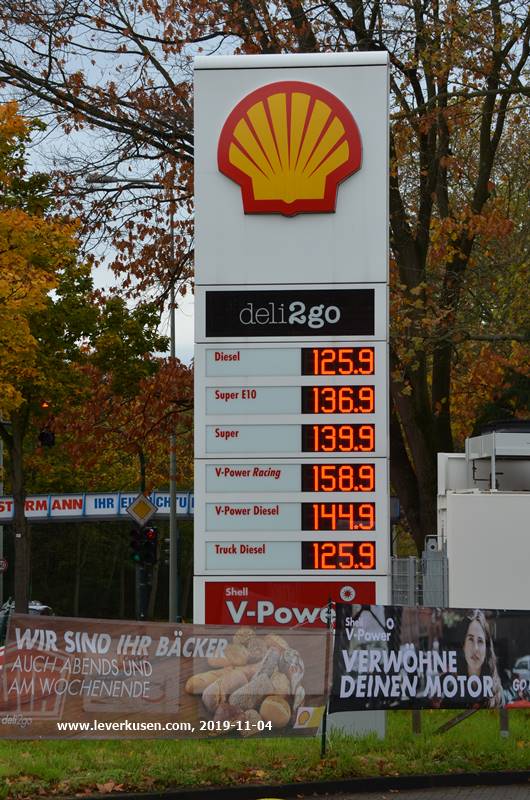 deli2go
Diesel 125.9
Super E10 136.9
Super 139.9
V-Power Racing 158.9
V-Power Diesel 144.9
Truck Diesel 125.9
Shell
V-Power
WIR SIND IHR BÄCKER
AUCH ABENDS UND
AM WOCHENENDE
deli2go
Shell
V-Power
VERWÖHNE
DEINEN MOTOR
www.leverkusen.com, 2019-11-04